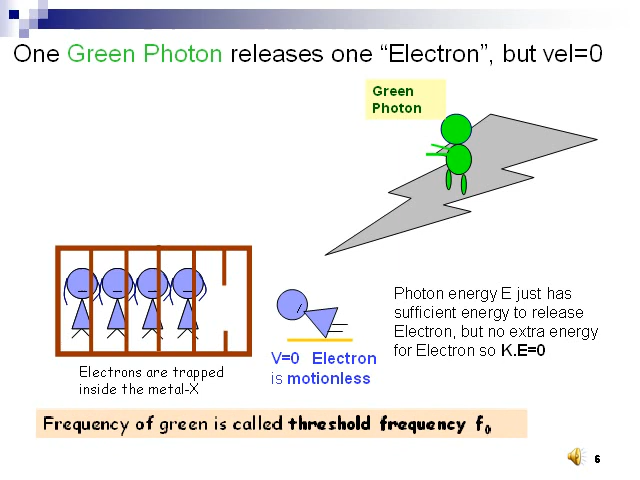 One Green Photon releases one “Electron”, but vel=0
Green
Photon
Photon energy E just has
sufficient energy to release
Electron, but no extra energy
for Electron so K.E=0
V=0 Electron
is motionless
Electrons are trapped
inside the metal-X
Frequency of green is called threshold frequency f₀
6